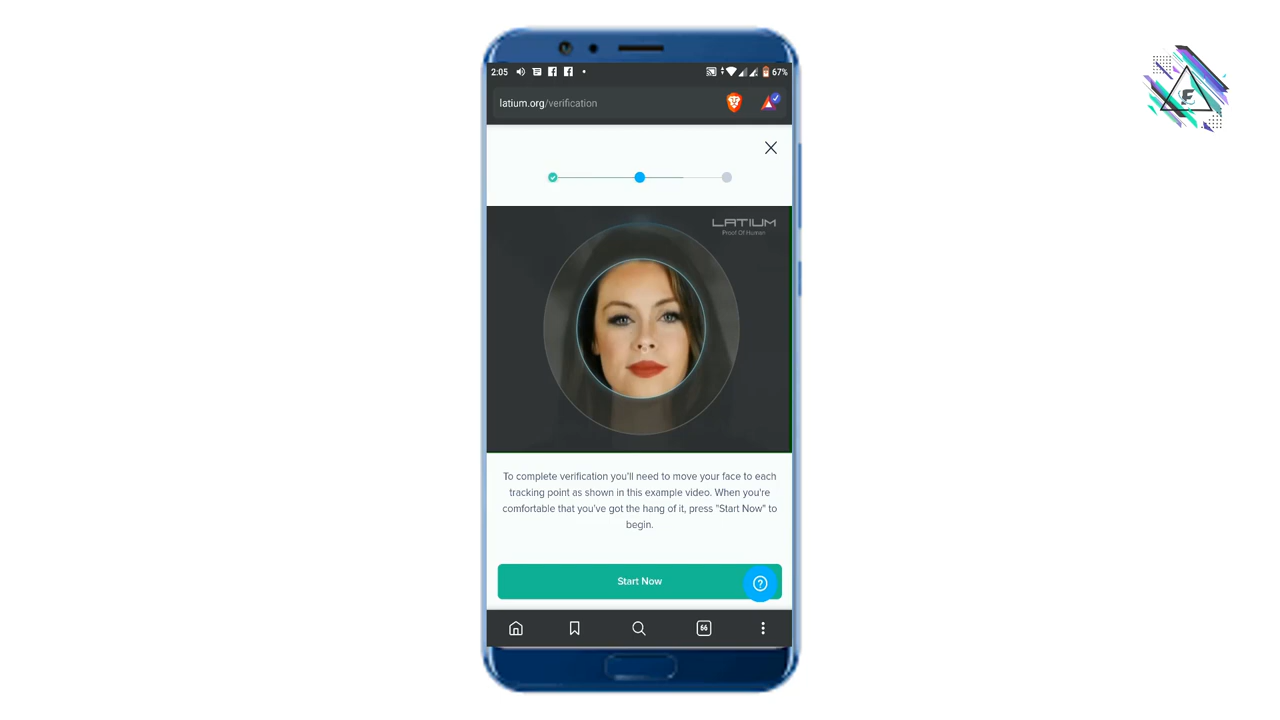 2:05
67%
latium.org/verification
LATIUM
Proof Of Human
To complete verification you'll need to move your face to each
tracking point as shown in this example video. When you're
comfortable that you've got the hang of it, press "Start Now" to
begin.
Start Now
?
66